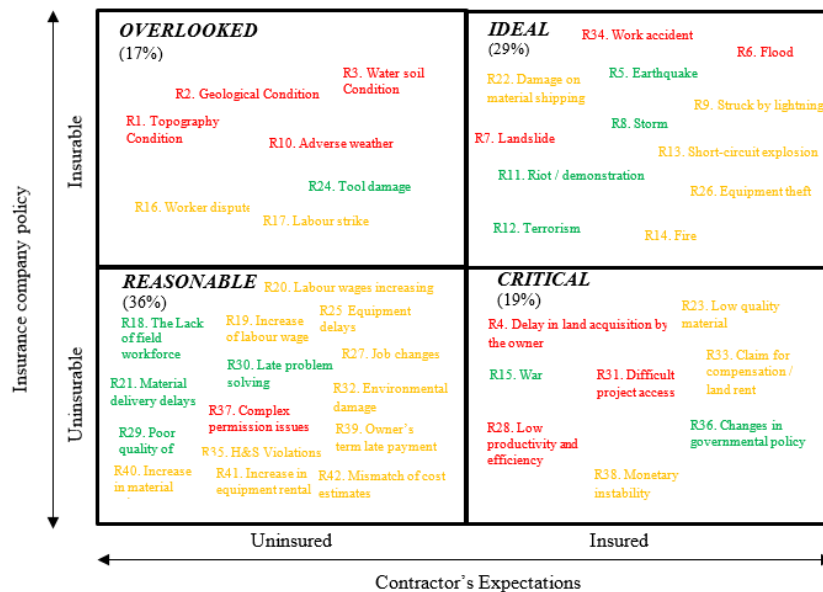 OVERLOOKED
(17%)
R3. Water soil
Condition
R2. Geological Condition
R1. Topography
Condition
R10. Adverse weather
R24. Tool damage
R16. Worker dispute
R17. Labour strike
IDEAL
(29%)
R34. Work accident
R6. Flood
R22. Damage on
material shipping
R5. Earthquake
R9. Struck by lightning
R8. Storm
R7. Landslide
R13. Short-circuit explosion
R11. Riot / demonstration
R26. Equipment theft
R12. Terrorism
R14. Fire
REASONABLE
(36%)
R20. Labour wages increasing
R25 Equipment
delays
R18. The Lack
of field
workforce
R19. Increase
of labour wage
R27. Job changes
R30. Late problem
solving
R21. Material
delivery delays
R32. Environmental
damage
R37. Complex
permission issues
R29. Poor
quality of
R39. Owner's
term late payment
R35. H&S Violations
R40. Increase
in material
R41. Increase in
equipment rental
R42. Mismatch of cost
estimates
CRITICAL
(19%)
R23. Low quality
material
R4. Delay in land acquisition by
the owner
R33. Claim for
compensation /
land rent
R15. War
R31. Difficult
project access
R28. Low
productivity and
efficiency
R36. Changes in
governmental policy
R38. Monetary
instability
Insurance company policy
Insurable
Uninsurable
Uninsured
Insured
Contractor's Expectations